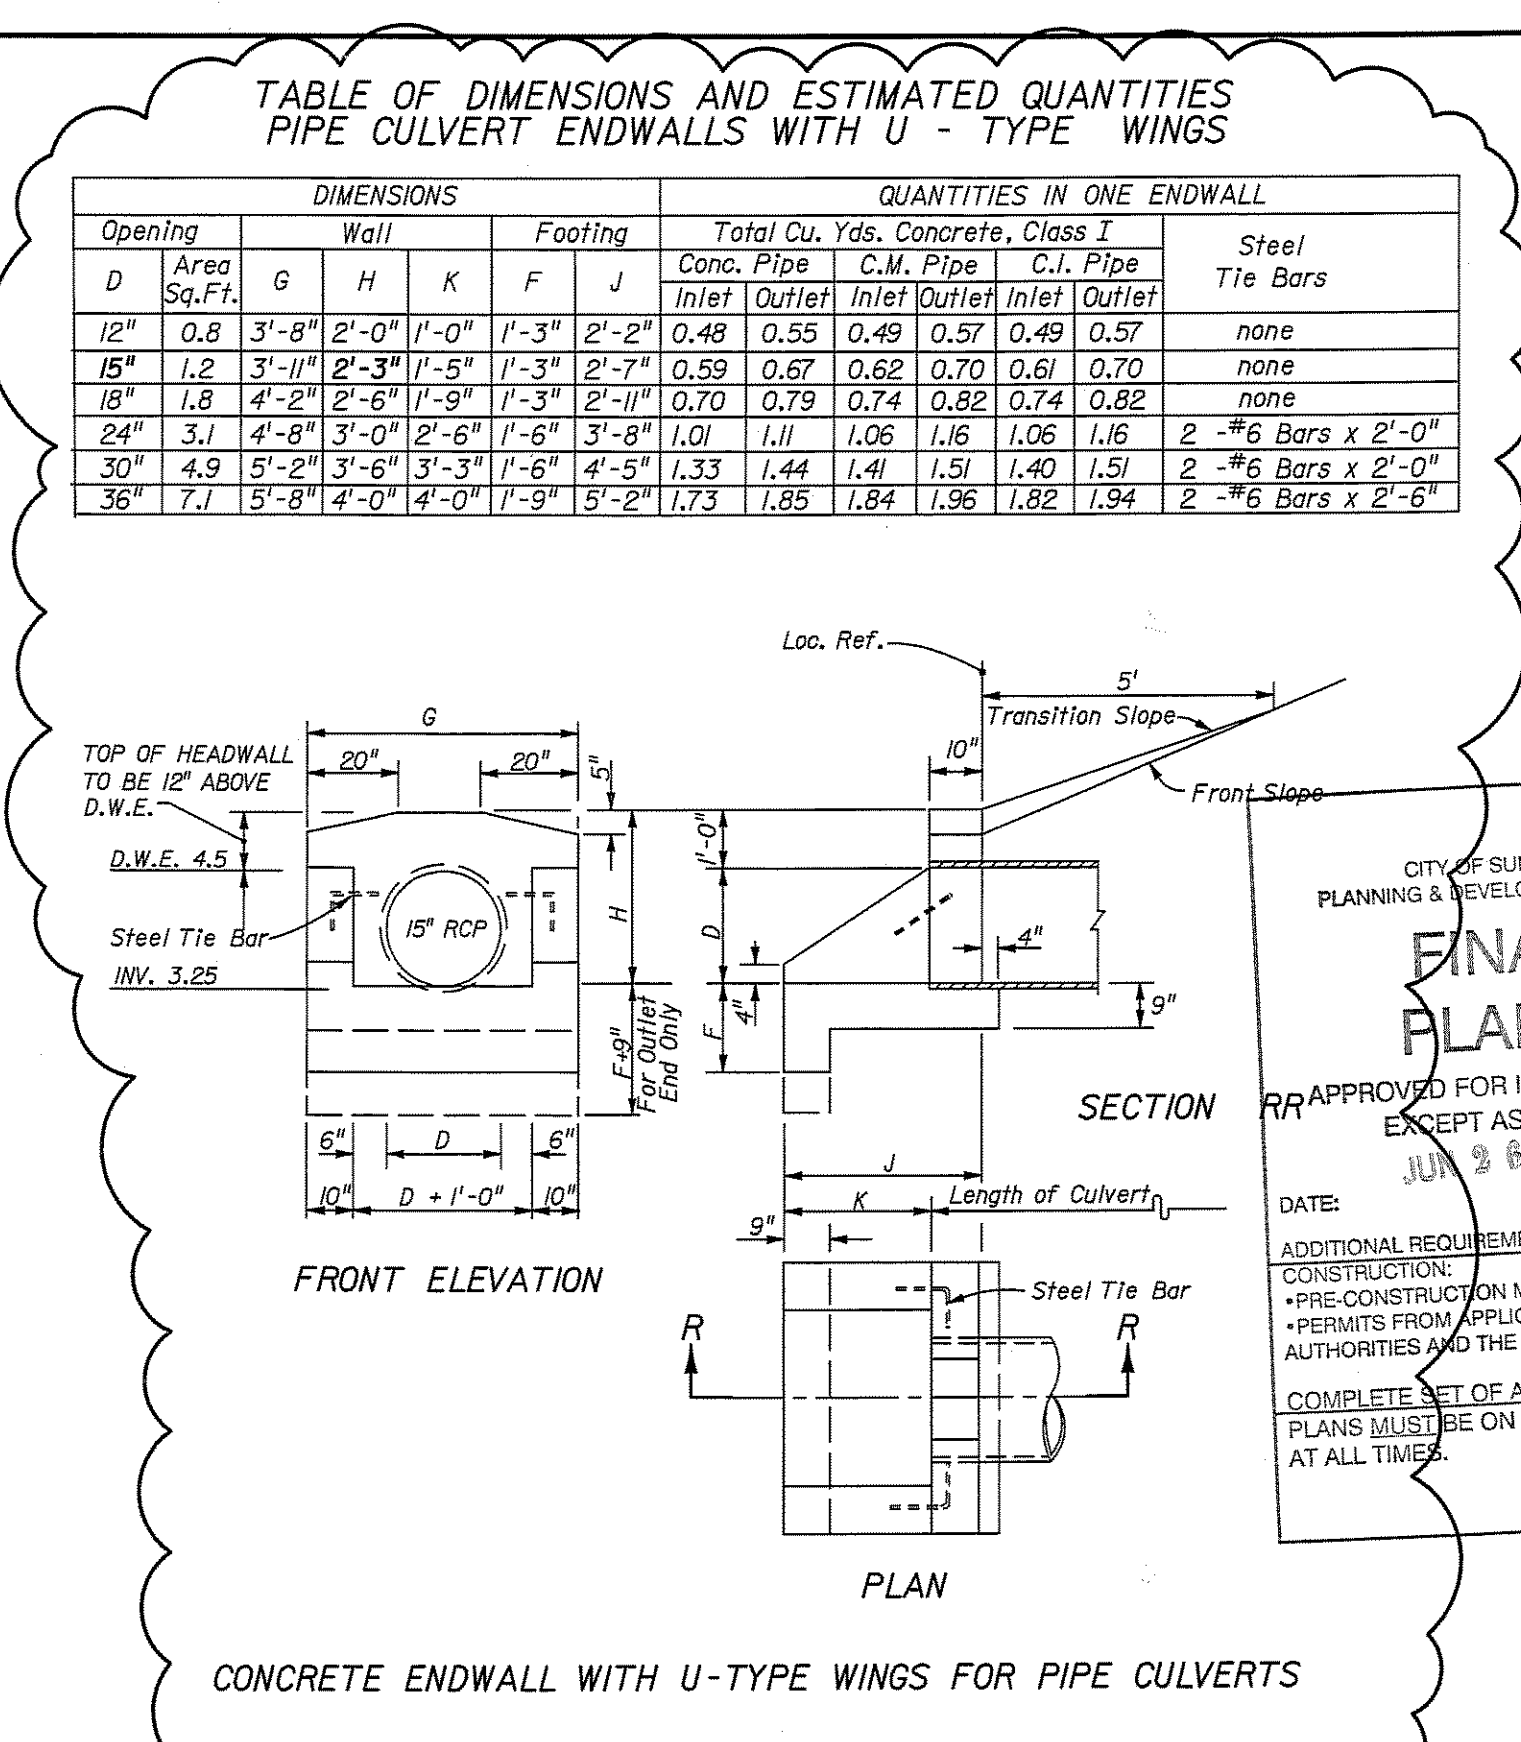 TABLE OF DIMENSIONS AND ESTIMATED QUANTITIES
PIPE CULVERT ENDWALLS WITH U - TYPE WINGS
DIMENSIONS QUANTITIES IN ONE ENDWALL
Opening Wall Footing Total Cu. Yds. Concrete, Class I Steel Tie Bars
D Area Sq.Ft. G H K F J Conc. Pipe C.M. Pipe C.I. Pipe
Inlet Outlet Inlet Outlet Inlet Outlet
12" 0.8 3'-8" 2'-0" 1'-0" 1'-3" 2'-2" 0.48 0.55 0.49 0.57 0.49 0.57 none
15" 1.2 3'-11" 2'-3" 1'-5" 1'-3" 2'-7" 0.59 0.67 0.62 0.70 0.61 0.70 none
18" 1.8 4'-2" 2'-6" 1'-9" 1'-3" 2'-11" 0.70 0.79 0.74 0.82 0.74 0.82 none
24" 3.1 4'-8" 3'-0" 2'-6" 1'-6" 3'-8" 1.01 1.11 1.06 1.16 1.06 1.16 2 -#6 Bars x 2'-0"
30" 4.9 5'-2" 3'-6" 3'-3" 1'-6" 4'-5" 1.33 1.44 1.41 1.51 1.40 1.51 2 -#6 Bars x 2'-0"
36" 7.1 5'-8" 4'-0" 4'-0" 1'-9" 5'-2" 1.73 1.85 1.84 1.96 1.82 1.94 2 -#6 Bars x 2'-6"
G
20" 20" 5"
TOP OF HEADWALL
TO BE 12" ABOVE
D.W.E.
D.W.E. 4.5
Steel Tie Bar
INV. 3.25
15" RCP
H
F+9"
For Outlet
End Only
6" D 6"
10" D + 1'-0" 10"
FRONT ELEVATION
Loc. Ref.
5'
Transition Slope
10"
Front Slope
1'-0"
D
4"
4"
F
9"
SECTION RR
J
K Length of Culvert
9"
Steel Tie Bar
R R
PLAN
CONCRETE ENDWALL WITH U-TYPE WINGS FOR PIPE CULVERTS
CITY OF SU
PLANNING & DEVEL
FINA
PLA
APPROVED FOR
EXCEPT AS
JUN 2 6
DATE:
ADDITIONAL REQUIREM
CONSTRUCTION:
•PRE-CONSTRUCTION M
•PERMITS FROM APPLI
AUTHORITIES AND THE
COMPLETE SET OF A
PLANS MUST BE ON
AT ALL TIMES.